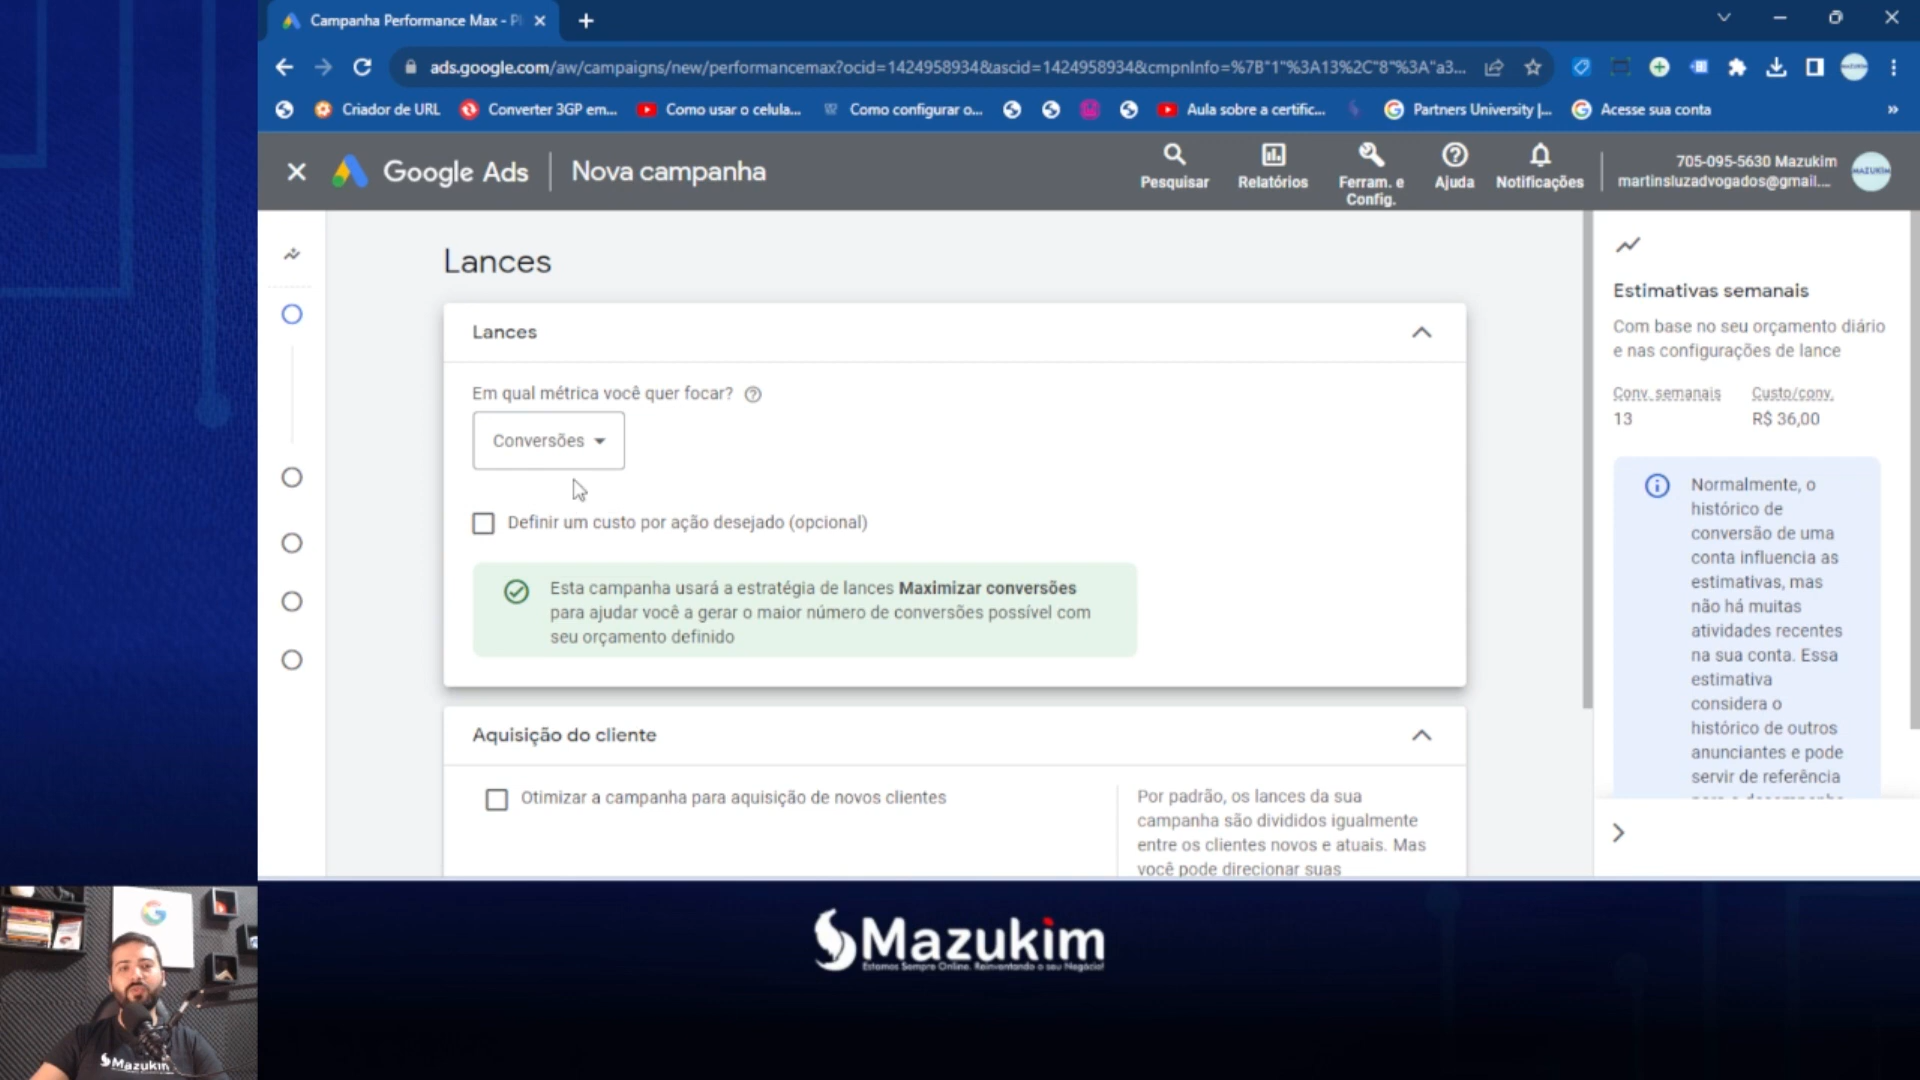 Campanha Performance Max - P
ads.google.com/aw/campaigns/new/performancemax?ocid=1424958934&ascid=1424958934&cmpnInfo=%7B"1"%3A13%2C"8"%3A"a3...
Criador de URL
Converter 3GP em...
Como usar o celula...
Como configurar o...
Aula sobre a certific...
Partners University |...
Acesse sua conta
»
Google Ads
Nova campanha
Pesquisar
Relatórios
Ferram. e
Config.
Ajuda
Notificações
705-095-5630 Mazukim
martinsluzadvogados@gmail....
MAZUKIM
Lances
Lances
Em qual métrica você quer focar?
Conversões
Definir um custo por ação desejado (opcional)
Esta campanha usará a estratégia de lances Maximizar conversões
para ajudar você a gerar o maior número de conversões possível com
seu orçamento definido
Aquisição do cliente
Otimizar a campanha para aquisição de novos clientes
Por padrão, os lances da sua
campanha são divididos igualmente
entre os clientes novos e atuais. Mas
você pode direcionar suas
Estimativas semanais
Com base no seu orçamento diário
e nas configurações de lance
Conv. semanais
Custo/conv.
13
R$ 36,00
Normalmente, o
histórico de
conversão de uma
conta influencia as
estimativas, mas
não há muitas
atividades recentes
na sua conta. Essa
estimativa
considera o
histórico de outros
anunciantes e pode
servir de referência
Mazukim
Estamos Sempre Online. Reinventando o seu Negócio!
Mazukim